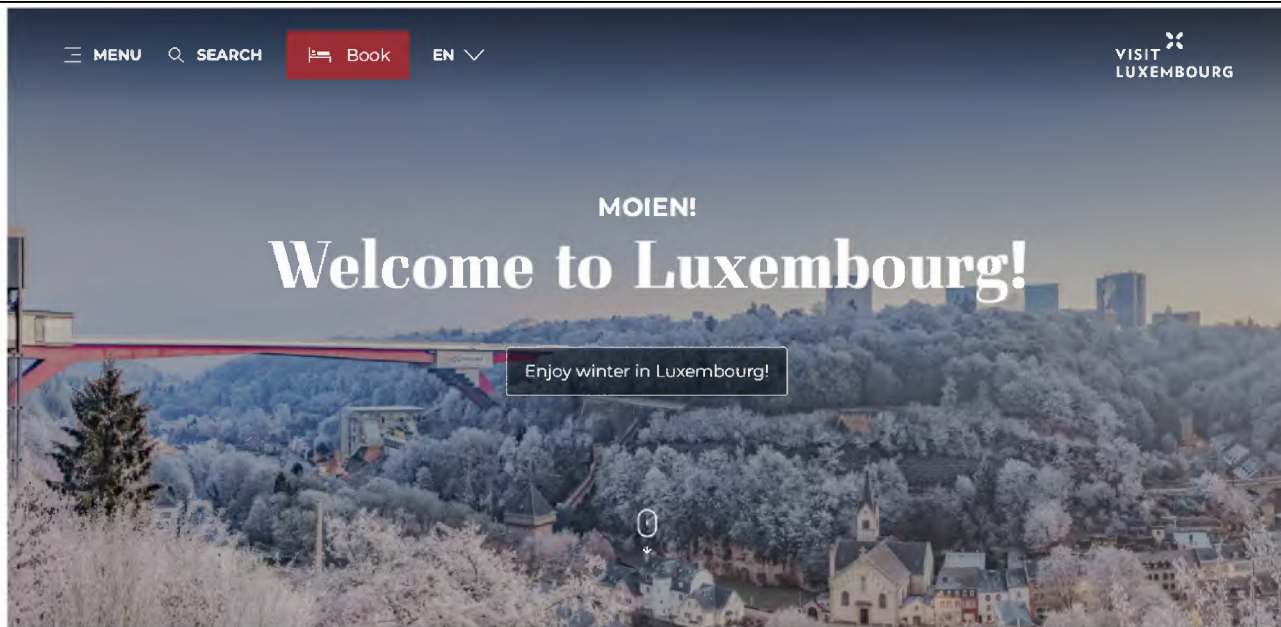 MENU
SEARCH
Book
EN
VISIT
LUXEMBOURG
MOIEN!
Welcome to Luxembourg!
Enjoy winter in Luxembourg!